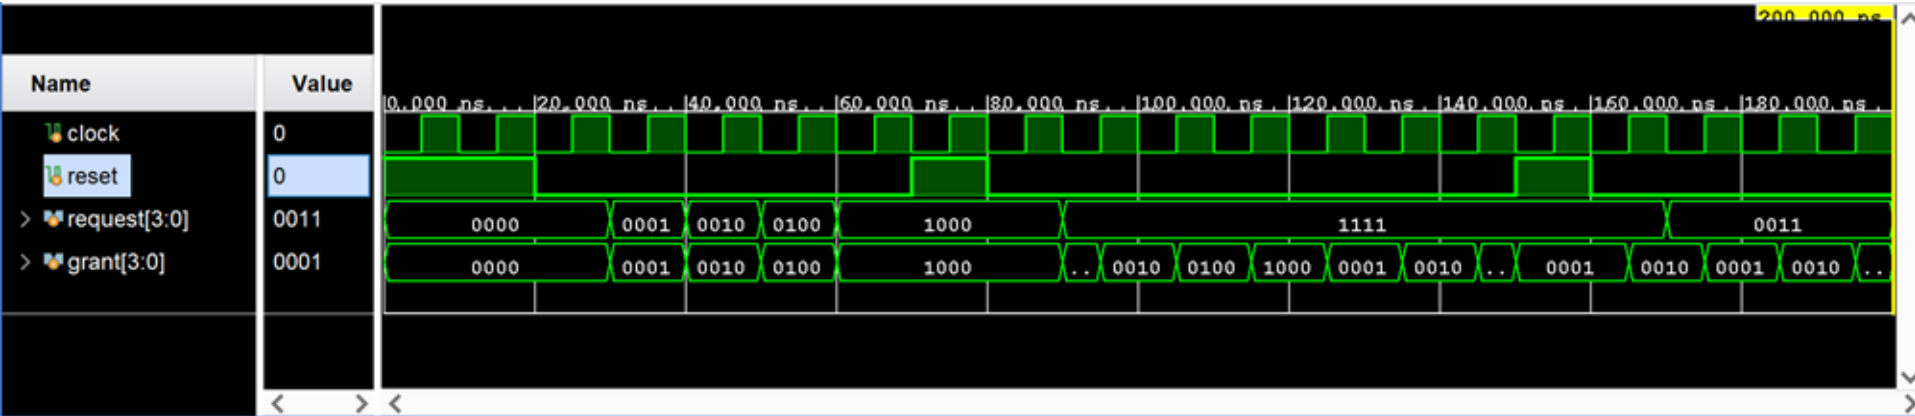 200.000 ns
Name Value
0.000 ns... 20.000 ns.. 40.000 ns.. 60.000 ns.. 80.000 ns.. 100.000 ns. 120.000 ns. 140.000 ns. 160.000 ns. 180.000 ns.
clock 0
reset 0
request[3:0] 0011 0000 0001 0010 0100 1000 1111 0011
grant[3:0] 0001 0000 0001 0010 0100 1000 .. 0010 0100 1000 0001 0010 .. 0001 0010 0001 0010 ..